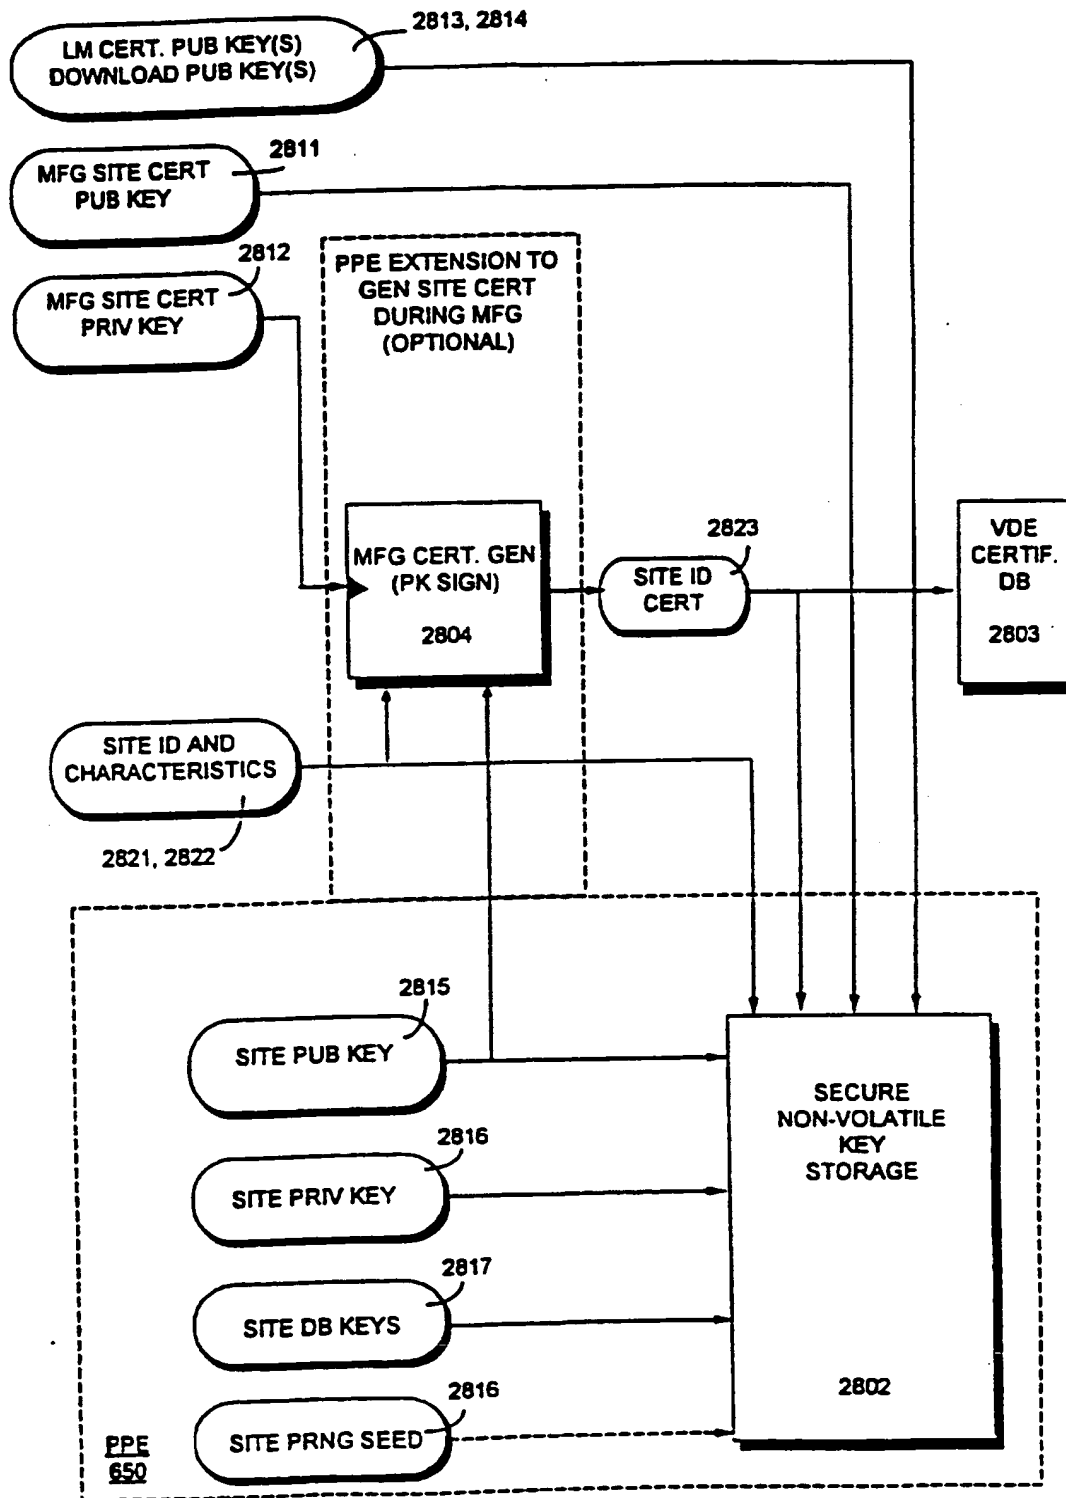 2813, 2814
LM CERT. PUB KEY(S)
DOWNLOAD PUB KEY(S)
2811
MFG SITE CERT
PUB KEY
2812
MFG SITE CERT
PRIV KEY
PPE EXTENSION TO
GEN SITE CERT
DURING MFG
(OPTIONAL)
MFG CERT. GEN
(PK SIGN)
2804
2823
SITE ID
CERT
VDE
CERTIF.
DB
2803
SITE ID AND
CHARACTERISTICS
2821, 2822
2815
SITE PUB KEY
2816
SITE PRIV KEY
2817
SITE DB KEYS
2816
SITE PRNG SEED
SECURE
NON-VOLATILE
KEY
STORAGE
2802
PPE
650